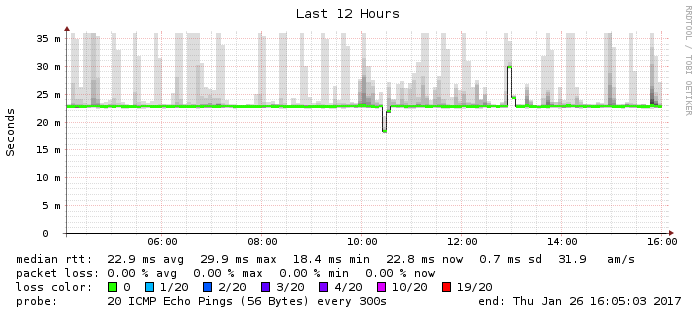 Last 12 Hours
RRDTOOL / TOBI OETIKER
Seconds
35 m
30 m
25 m
20 m
15 m
10 m
5 m
0
06:00 08:00 10:00 12:00 14:00 16:00
median rtt: 22.9 ms avg 29.9 ms max 18.4 ms min 22.8 ms now 0.7 ms sd 31.9 am/s
packet loss: 0.00 % avg 0.00 % max 0.00 % min 0.00 % now
loss color: 0 1/20 2/20 3/20 4/20 10/20 19/20
probe: 20 ICMP Echo Pings (56 Bytes) every 300s end: Thu Jan 26 16:05:03 2017